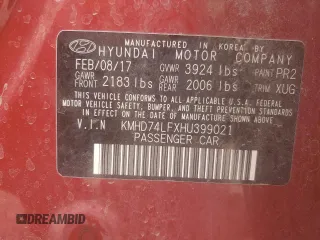 MANUFACTURED IN KOREA BY
HYUNDAI MOTOR COMPANY
FEB/08/17 GVWR 3924 lbs PAINT PR2
GAWR FRONT 2183 lbs GAWR REAR 2006 lbs TRIM XUG
THIS VEHICLE CONFORMS TO ALL APPLICABLE
FEDERAL MOTOR VEHICLE SAFETY, BUMPER,
AND THEFT PREVENTION STANDARDS IN
EFFECT ON THE DATE OF MANUFACTURE
SHOWN ABOVE.
V.I.N KMHD74LFXHU399021
PASSENGER CAR
© DREAMBID